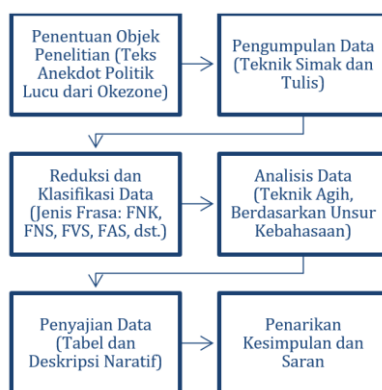 Penentuan Objek
Penelitian (Teks
Anekdot Politik
Lucu dari Okezone)
Pengumpulan Data
(Teknik Simak dan
Tulis)
Reduksi dan
Klasifikasi Data
(Jenis Frasa: FNK,
FNS, FVS, FAS, dst.)
Analisis Data
(Teknik Agih,
Berdasarkan Unsur
Kebahasaan)
Penyajian Data
(Tabel dan
Deskripsi Naratif)
Penarikan
Kesimpulan dan
Saran